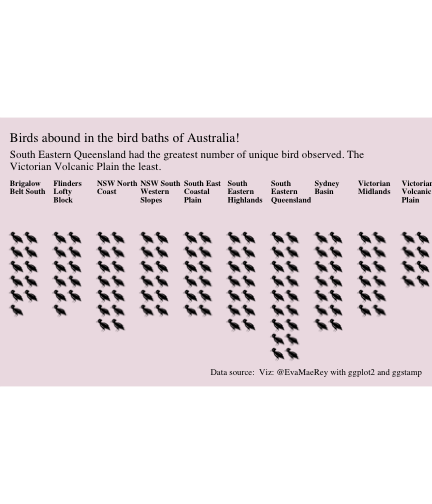 Birds abound in the bird baths of Australia!
South Eastern Queensland had the greatest number of unique bird observed. The
Victorian Volcanic Plain the least.
Brigalow Belt South
Flinders Lofty Block
NSW North Coast
NSW South Western Slopes
South East Coastal Plain
South Eastern Highlands
South Eastern Queensland
Sydney Basin
Victorian Midlands
Victorian Volcanic Plain
Data source: Viz: @EvaMaeRey with ggplot2 and ggstamp